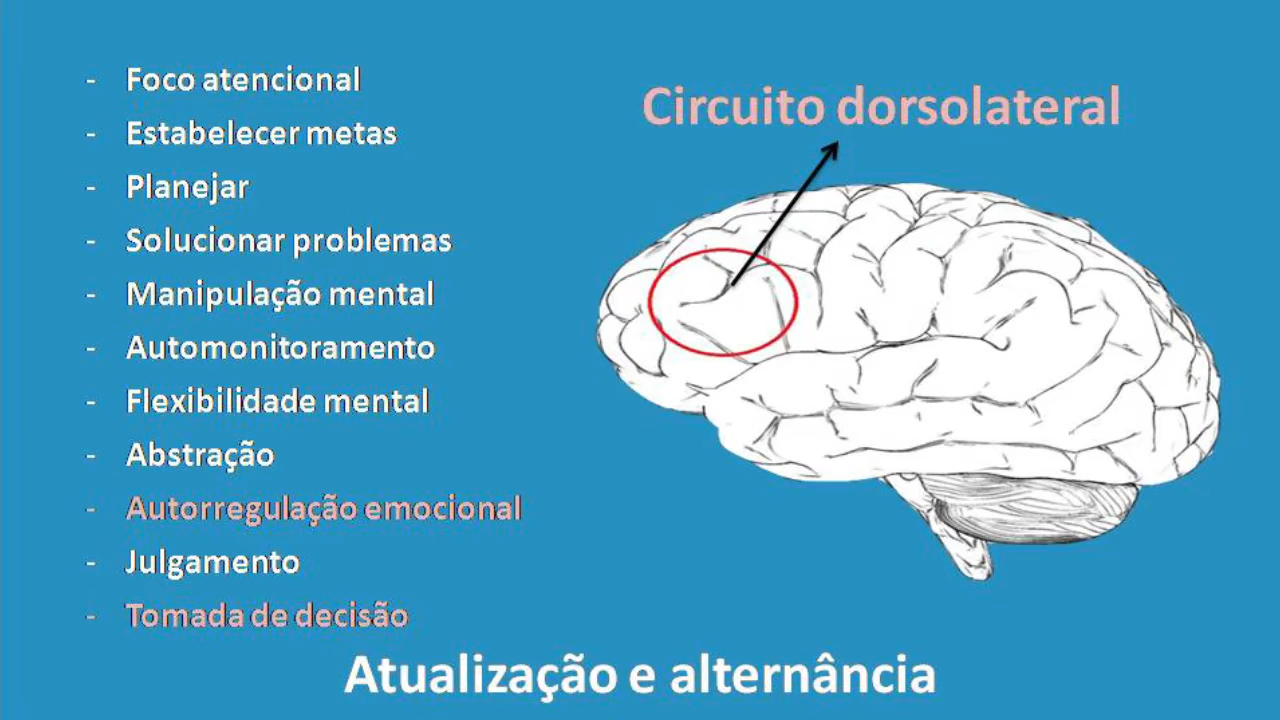 - Foco atencional
- Estabelecer metas
- Planejar
- Solucionar problemas
- Manipulação mental
- Automonitoramento
- Flexibilidade mental
- Abstração
- Autorregulação emocional
- Julgamento
- Tomada de decisão
Circuito dorsolateral
Atualização e alternância